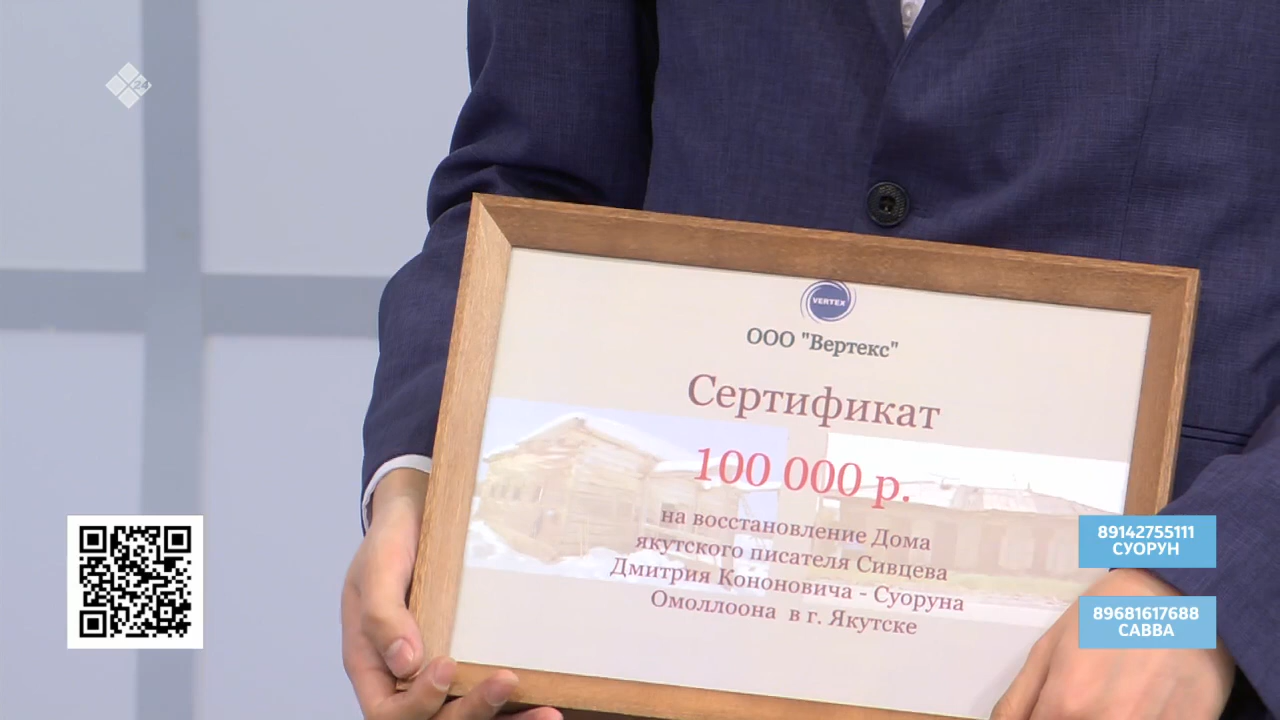 24
VERTEX
ООО "Вертекс"
Сертификат
100 000 р.
на восстановление Дома
якутского писателя Сивцева
Дмитрия Кононовича - Суоруна
Омоллоона в г. Якутске
89142755111
СУОРУН
89681617688
САВВА